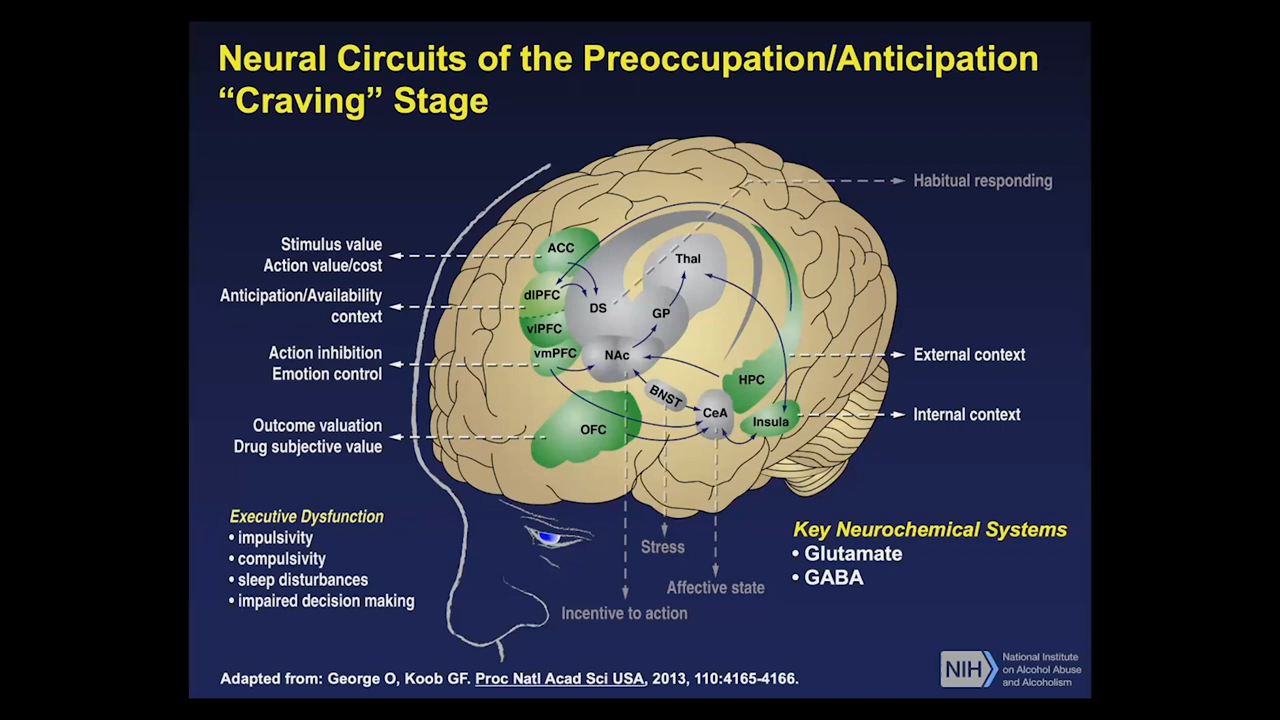 Neural Circuits of the Preoccupation/Anticipation
“Craving” Stage
Habitual responding
Stimulus value
Action value/cost
Anticipation/Availability
context
Action inhibition
Emotion control
Outcome valuation
Drug subjective value
ACC
dlPFC
vlPFC
vmPFC
OFC
DS
Thal
GP
NAc
BNST
CeA
HPC
Insula
External context
Internal context
Stress
Affective state
Incentive to action
Executive Dysfunction
• impulsivity
• compulsivity
• sleep disturbances
• impaired decision making
Key Neurochemical Systems
• Glutamate
• GABA
Adapted from: George O, Koob GF. Proc Natl Acad Sci USA, 2013, 110:4165-4166.
NIH
National Institute
on Alcohol Abuse
and Alcoholism